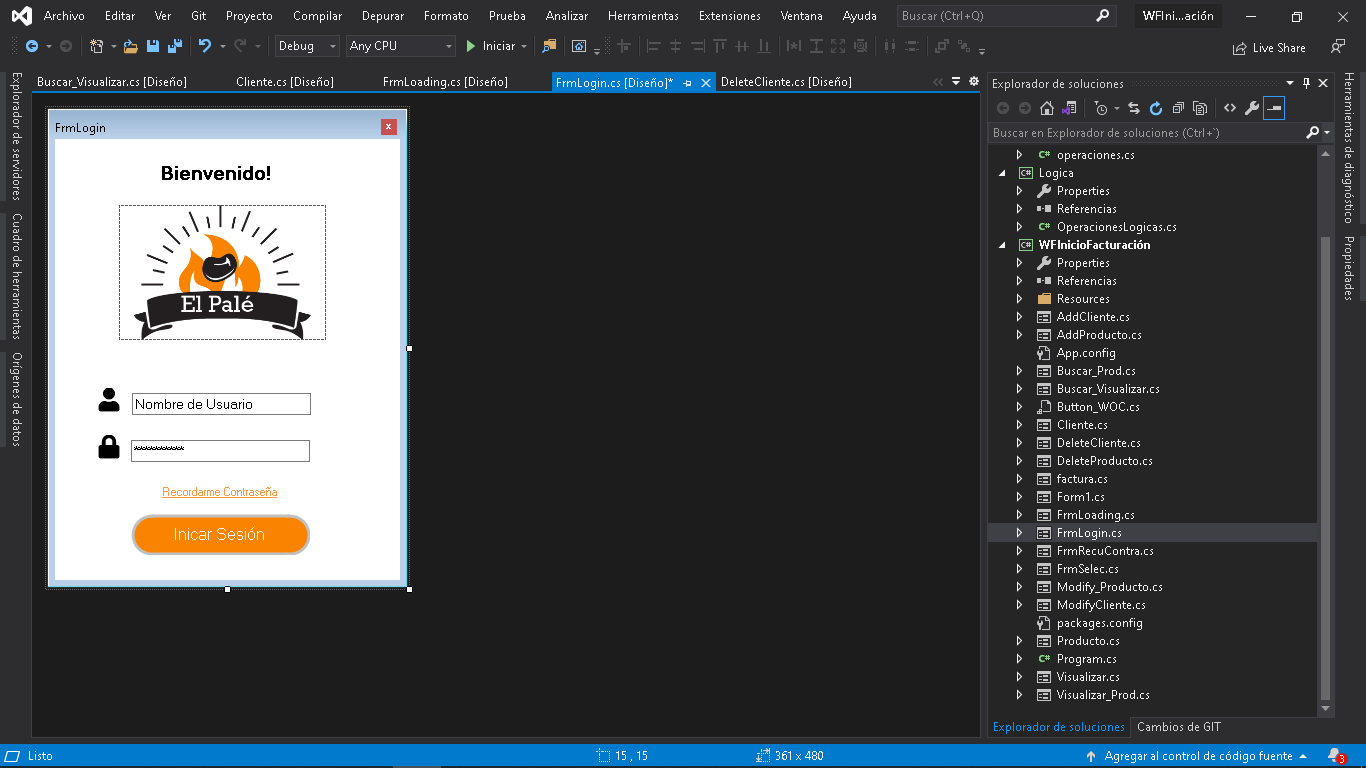 Archivo Editar Ver Git Proyecto Compilar Depurar Formato Prueba Analizar Herramientas Extensiones Ventana Ayuda Buscar (Ctrl+Q) WFIni...ación
Debug Any CPU Iniciar Live Share
Explorador de servidores
Cuadro de herramientas
Orígenes de datos
Buscar_Visualizar.cs [Diseño] Cliente.cs [Diseño] FrmLoading.cs [Diseño] FrmLogin.cs [Diseño]* DeleteCliente.cs [Diseño]
FrmLogin
Bienvenido!
El Palé
Nombre de Usuario
***********
Recordarme Contraseña
Inicar Sesión
Explorador de soluciones
Buscar en Explorador de soluciones (Ctrl+`)
C# operaciones.cs
C# Logica
Properties
Referencias
C# OperacionesLogicas.cs
C# WFInicioFacturación
Properties
Referencias
Resources
AddCliente.cs
AddProducto.cs
App.config
Buscar_Prod.cs
Buscar_Visualizar.cs
Button_WOC.cs
Cliente.cs
DeleteCliente.cs
DeleteProducto.cs
factura.cs
Form1.cs
FrmLoading.cs
FrmLogin.cs
FrmRecuContra.cs
FrmSelec.cs
Modify_Producto.cs
ModifyCliente.cs
packages.config
Producto.cs
C# Program.cs
Visualizar.cs
Visualizar_Prod.cs
Explorador de soluciones Cambios de GIT
Herramientas de diagnóstico
Propiedades
Listo 15 , 15 361 x 480 Agregar al control de código fuente 3